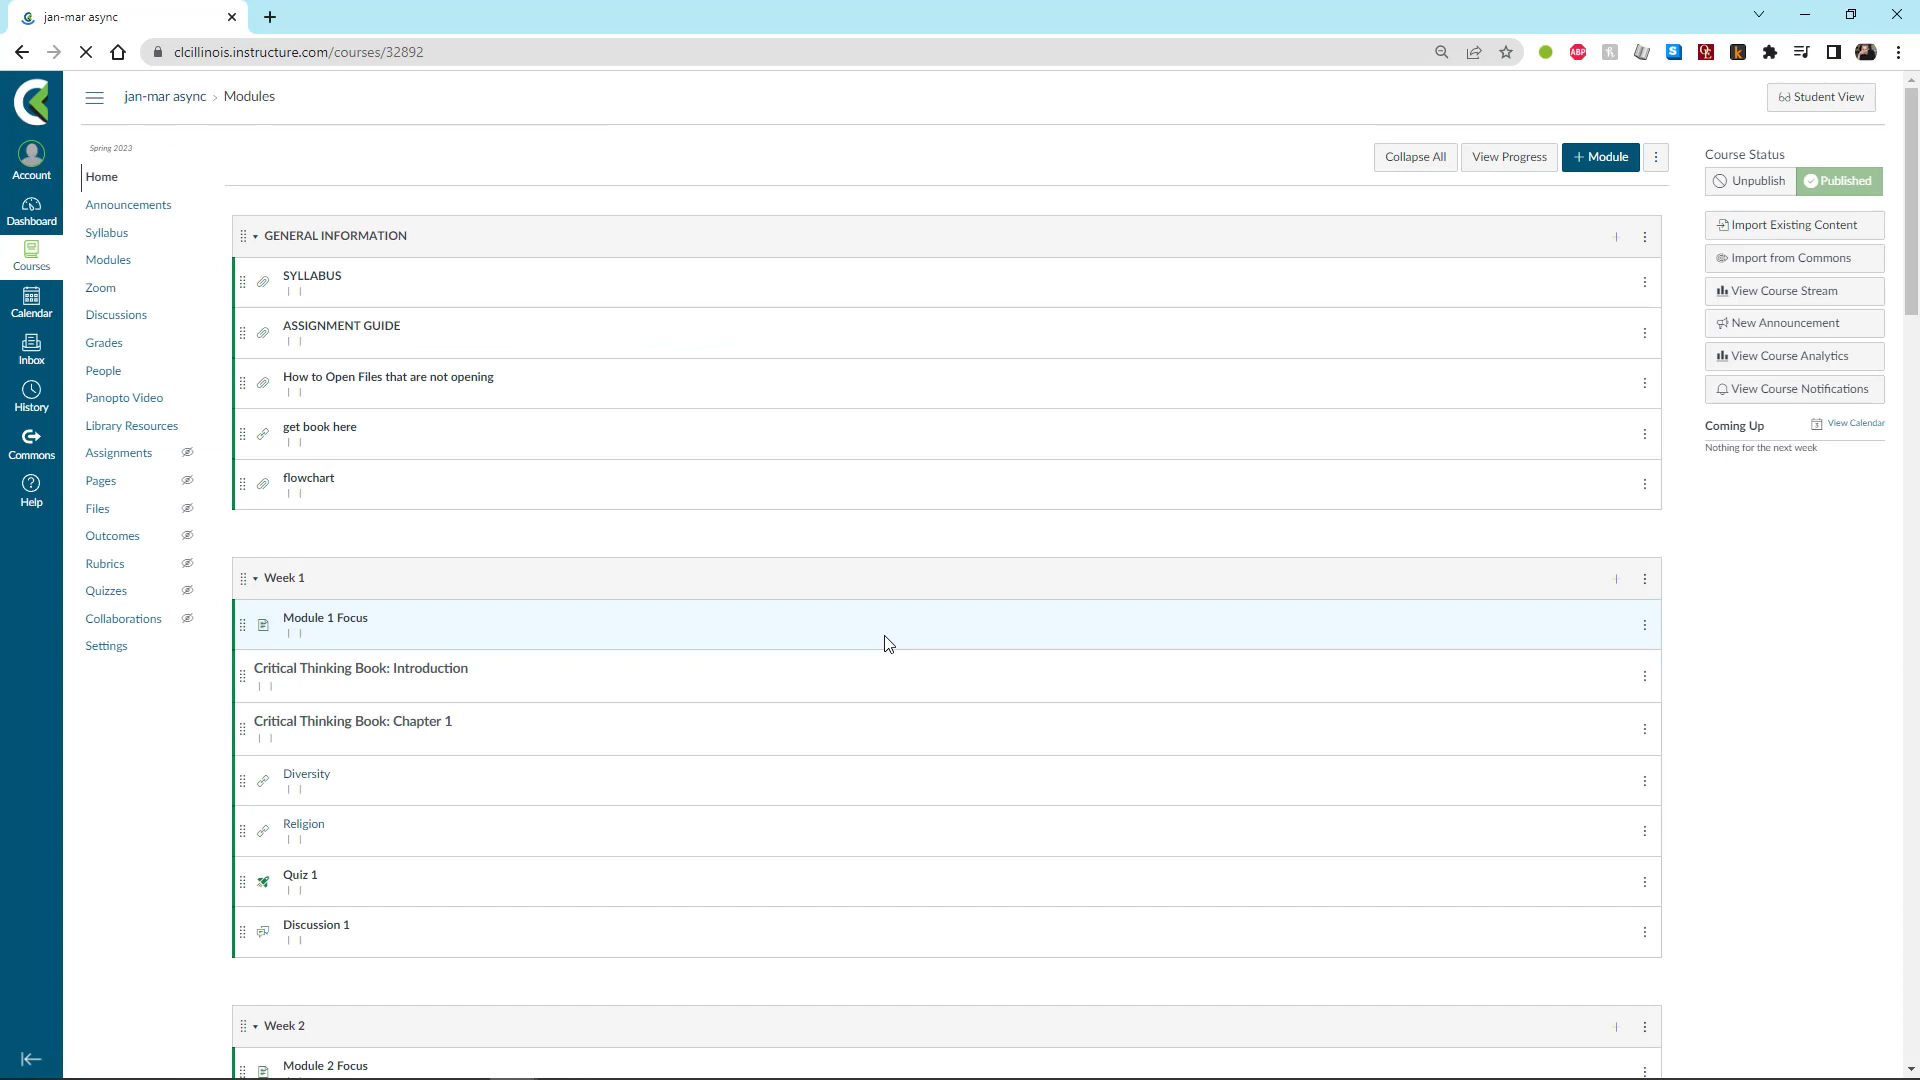 jan-mar async
clcillinois.instructure.com/courses/32892
ABP
jan-mar async > Modules
Student View
Account
Dashboard
Courses
Calendar
Inbox
History
Commons
Help
Spring 2023
Home
Announcements
Syllabus
Modules
Zoom
Discussions
Grades
People
Panopto Video
Library Resources
Assignments
Pages
Files
Outcomes
Rubrics
Quizzes
Collaborations
Settings
Collapse All
View Progress
+ Module
GENERAL INFORMATION
SYLLABUS
ASSIGNMENT GUIDE
How to Open Files that are not opening
get book here
flowchart
Week 1
Module 1 Focus
Critical Thinking Book: Introduction
Critical Thinking Book: Chapter 1
Diversity
Religion
Quiz 1
Discussion 1
Week 2
Module 2 Focus
Course Status
Unpublish
Published
Import Existing Content
Import from Commons
View Course Stream
New Announcement
View Course Analytics
View Course Notifications
Coming Up
View Calendar
Nothing for the next week